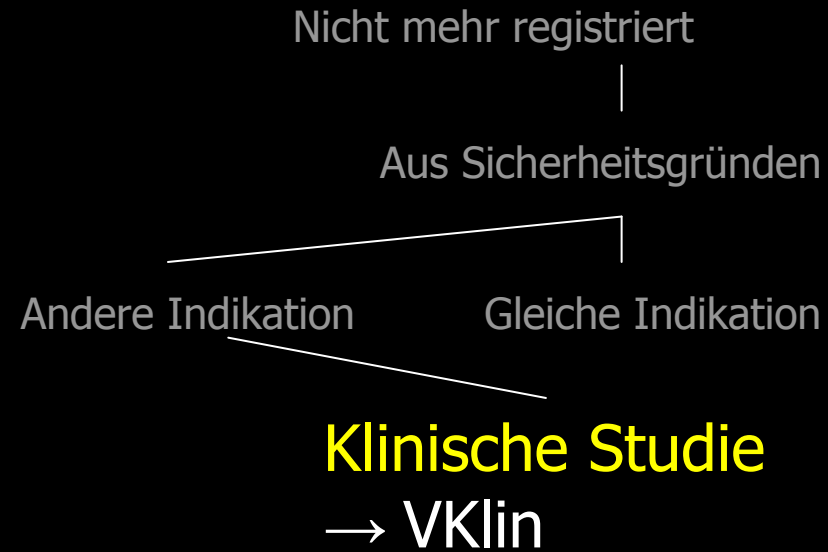 Nicht mehr registriert
Aus Sicherheitsgründen
Andere Indikation
Gleiche Indikation
Klinische Studie
→ VKlin